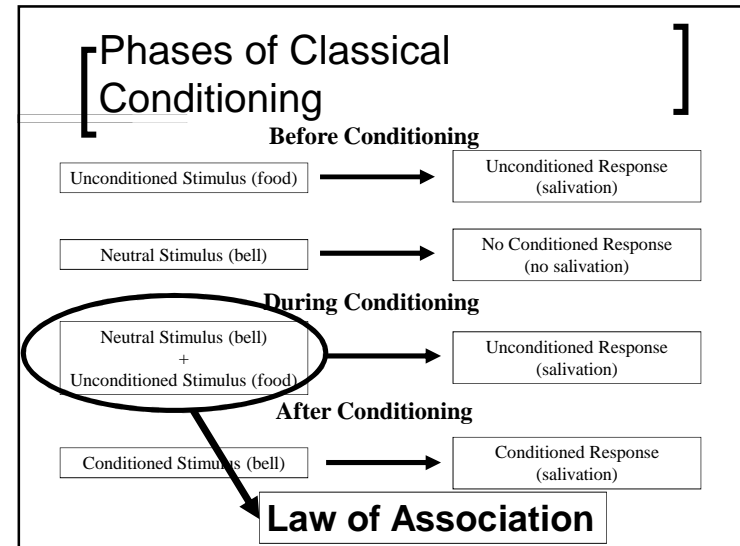 Phases of Classical
Conditioning
Before Conditioning
Unconditioned Stimulus (food)
Unconditioned Response
(salivation)
Neutral Stimulus (bell)
No Conditioned Response
(no salivation)
During Conditioning
Neutral Stimulus (bell)
+
Unconditioned Stimulus (food)
Unconditioned Response
(salivation)
After Conditioning
Conditioned Stimulus (bell)
Conditioned Response
(salivation)
Law of Association